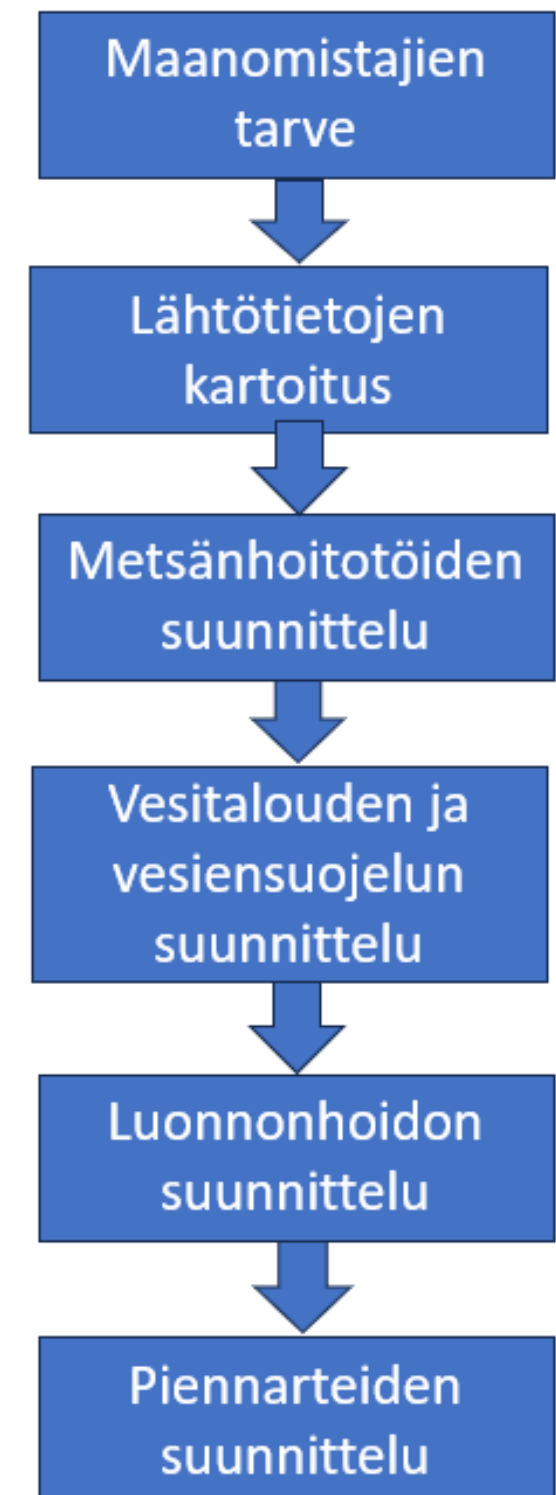 Maanomistajien
tarve
Lähtötietojen
kartoitus
Metsänhoitotöiden
suunnittelu
Vesitalouden ja
vesiensuojelun
suunnittelu
Luonnonhoidon
suunnittelu
Piennarteiden
suunnittelu